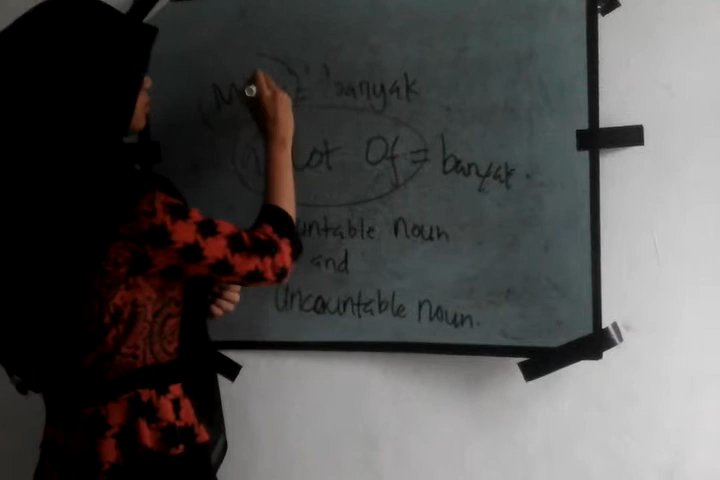 = banyak
Lot Of = banyak.
noun
and
Uncountable noun.